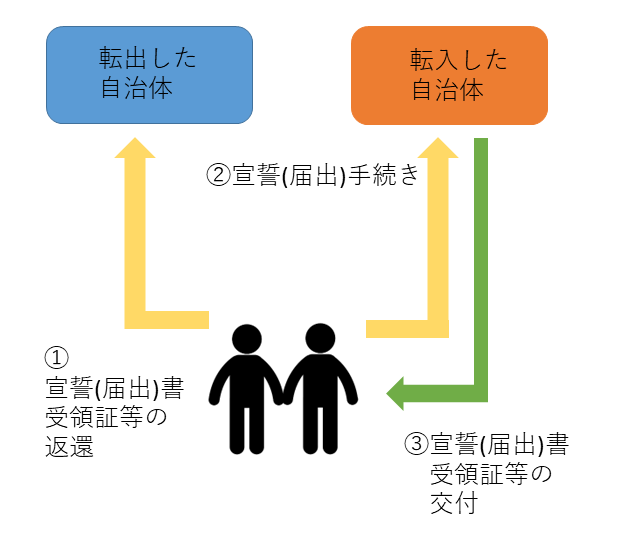 転出した
自治体
転入した
自治体
②宣誓(届出)手続き
①
宣誓(届出)書
受領証等の
返還
③宣誓(届出)書
受領証等の
交付